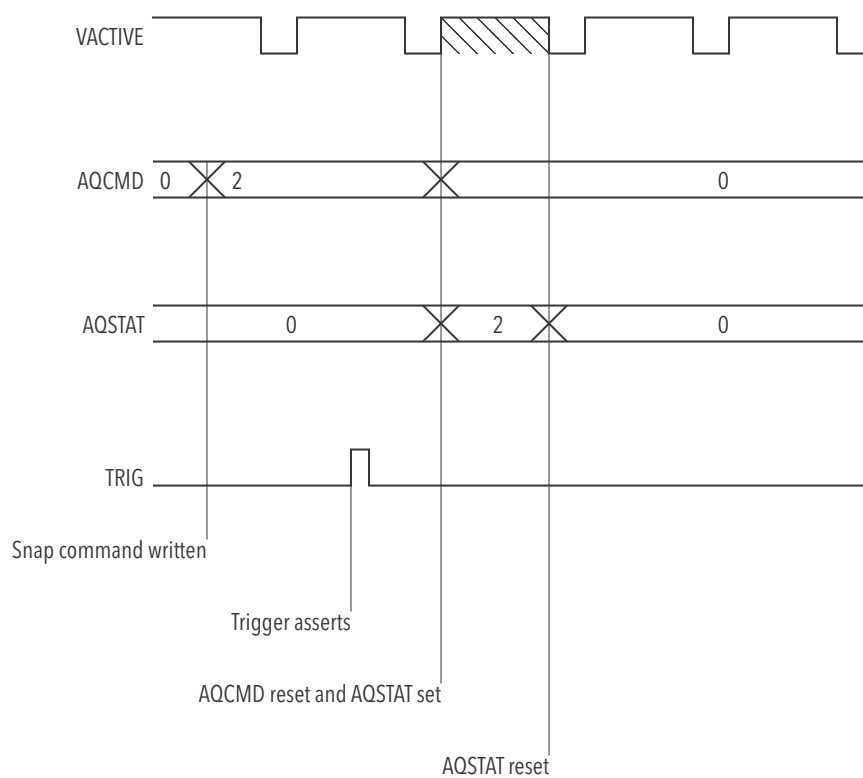 VACTIVE
AQCMD 0 2 0
AQSTAT 0 2 0
TRIG
Snap command written
Trigger asserts
AQCMD reset and AQSTAT set
AQSTAT reset